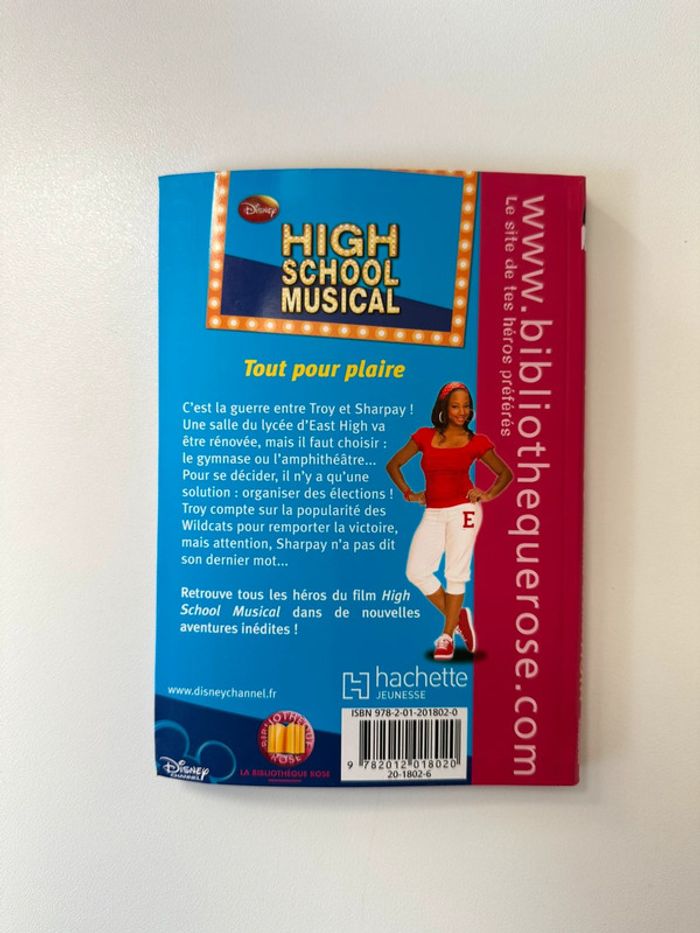 Disney
HIGH
SCHOOL
MUSICAL
Tout pour plaire
C'est la guerre entre Troy et Sharpay !
Une salle du lycée d'East High va
être rénovée, mais il faut choisir :
le gymnase ou l'amphithéâtre...
Pour se décider, il n'y a qu'une
solution : organiser des élections !
Troy compte sur la popularité des
Wildcats pour remporter la victoire,
mais attention, Sharpay n'a pas dit
son dernier mot...
E
Retrouve tous les héros du film High
School Musical dans de nouvelles
aventures inédites !
hachette
JEUNESSE
www.disneychannel.fr
ISBN 978-2-01-201802-0
9 782012 018020
20-1802-6
BIBLIOTHEQUE
ROSE
LA BIBLIOTHÈQUE ROSE
Disney
CHANNEL
www.bibliothequerose.com
Le site de tes héros préférés